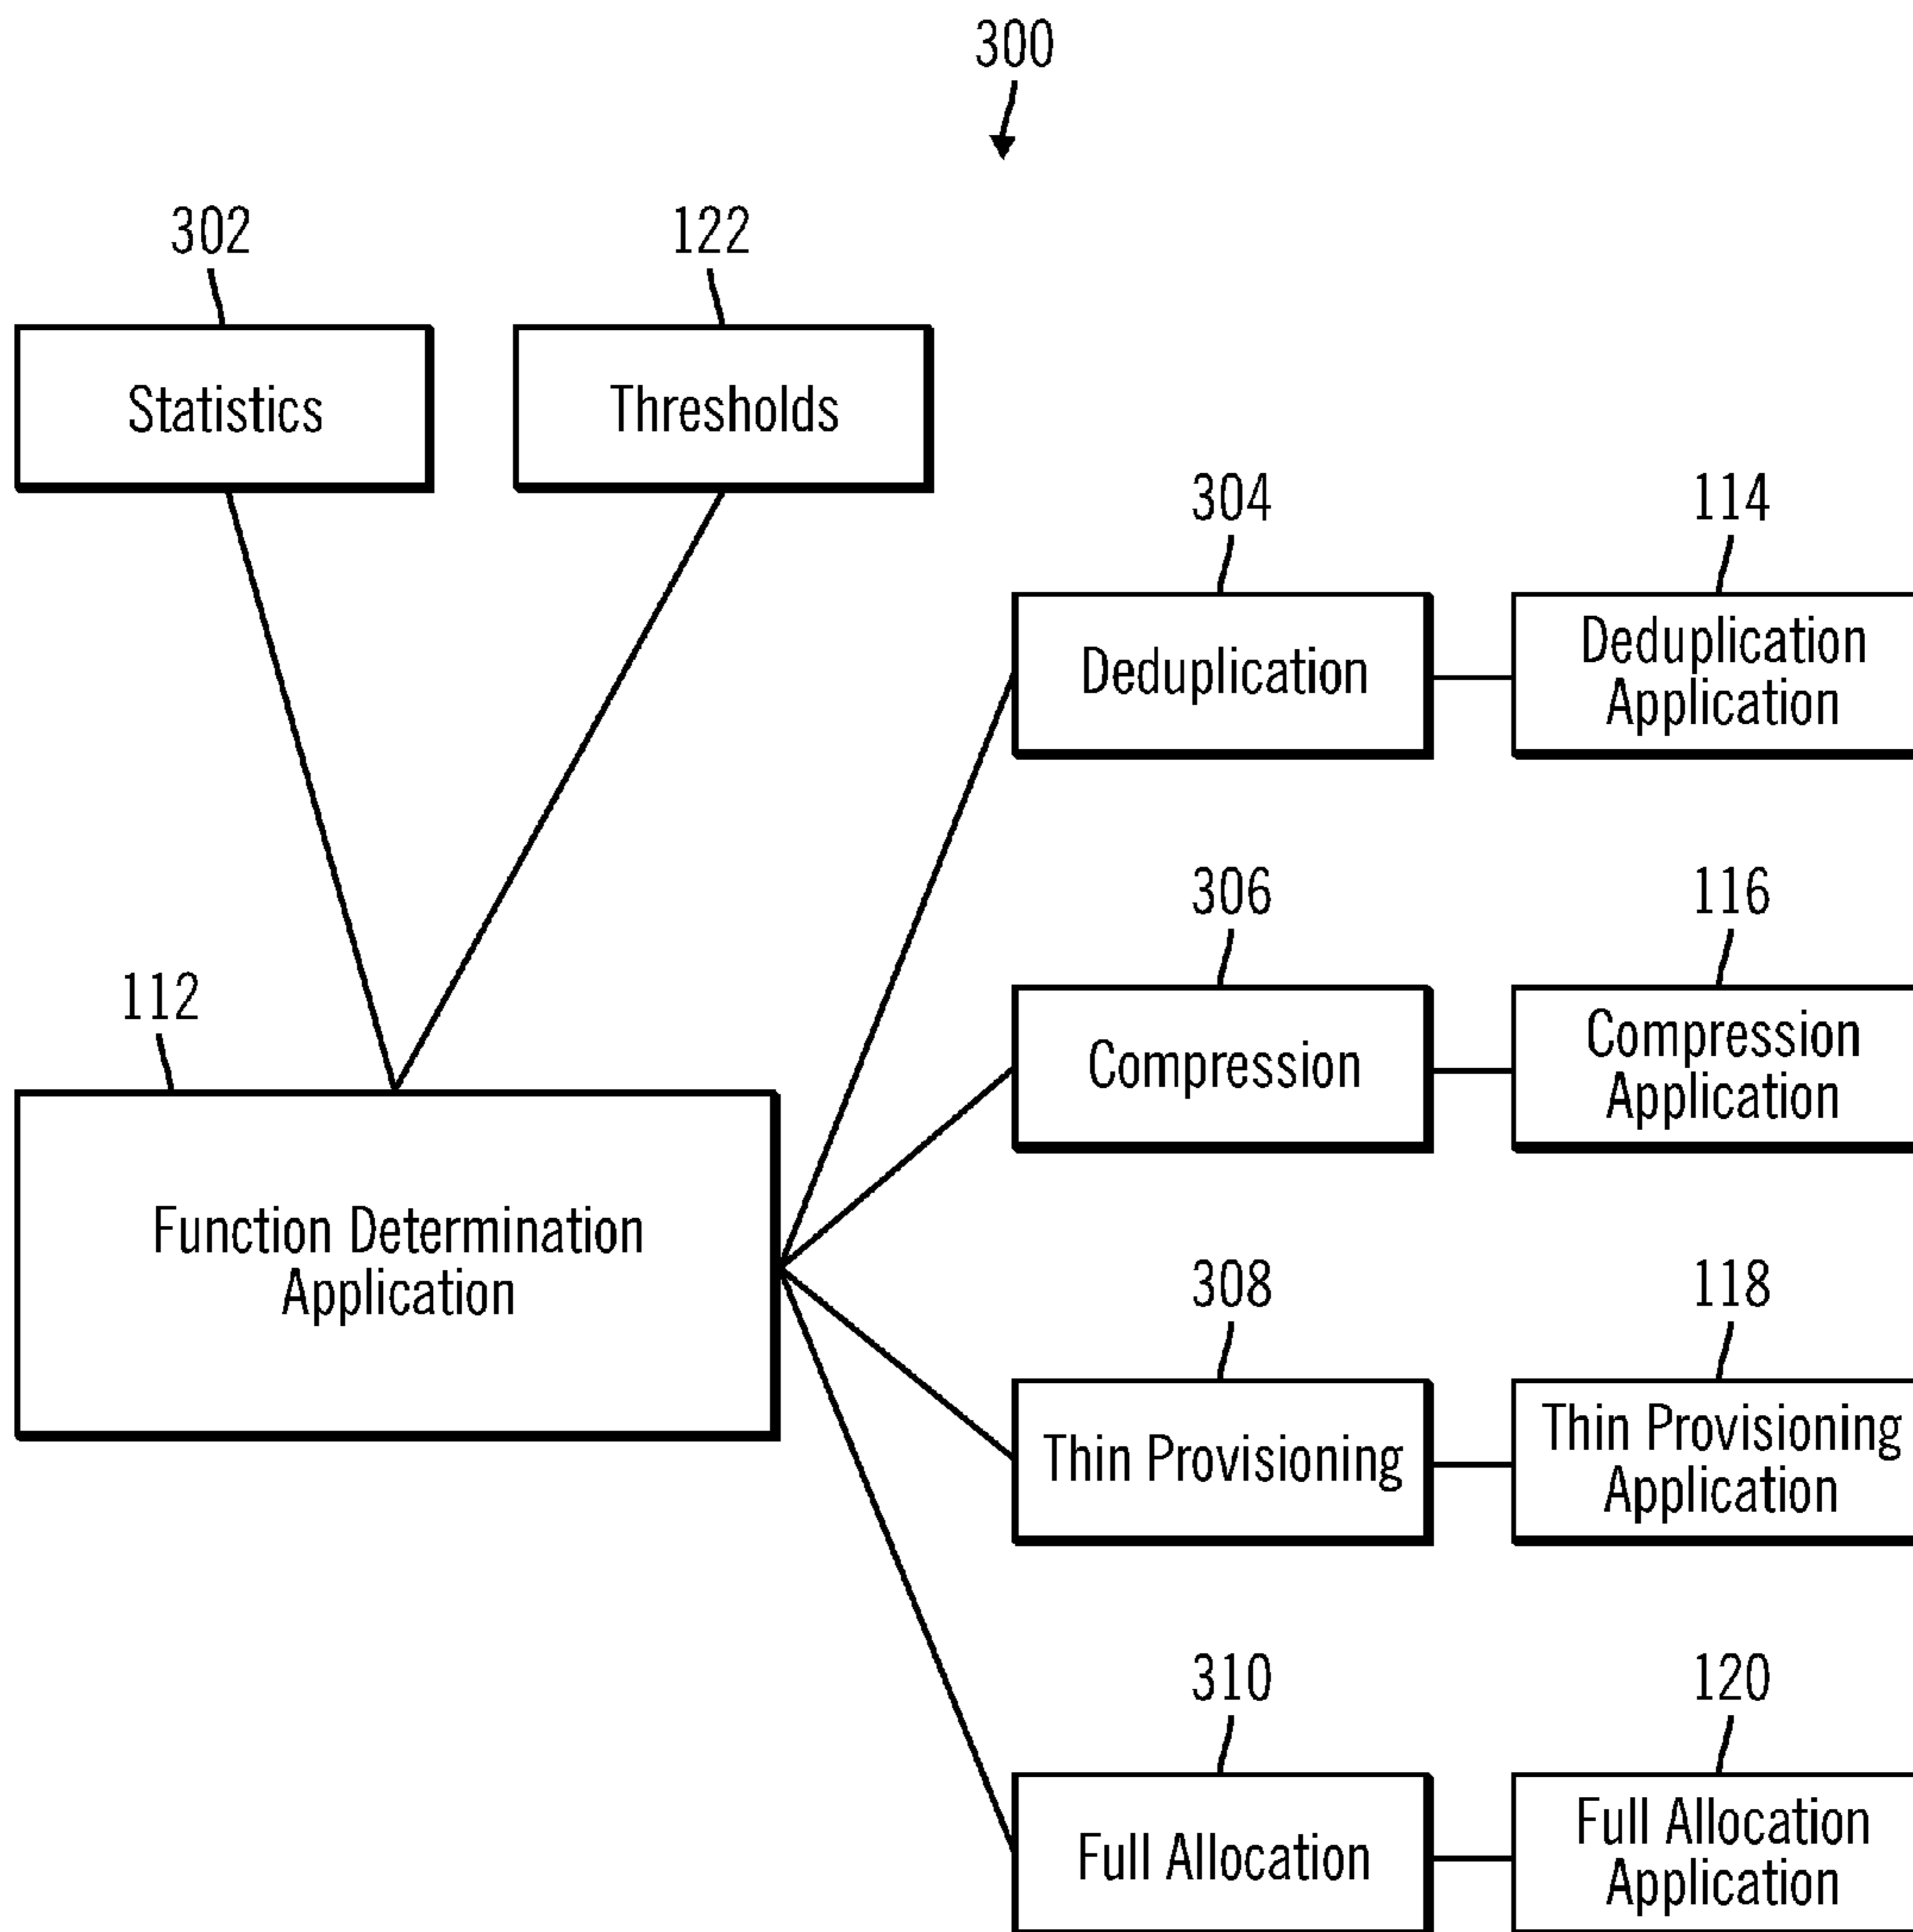 300
302
122
Statistics
Thresholds
304
114
Deduplication
Deduplication
Application
306
116
Compression
Compression
Application
112
Function Determination
Application
308
118
Thin Provisioning
Thin Provisioning
Application
310
120
Full Allocation
Full Allocation
Application